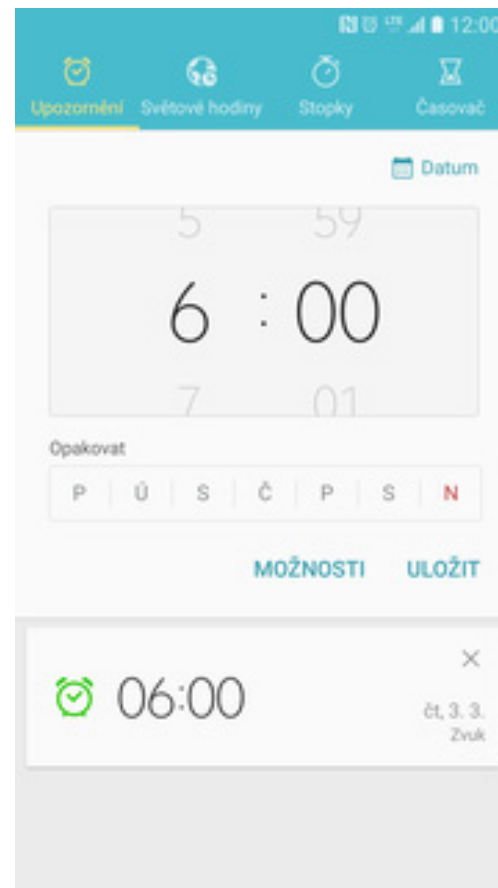 LTE 12:00
Upozornění Světové hodiny Stopky Časovač
Datum
5 59
6 : 00
7 01
Opakovat
P Ú S Č P S N
MOŽNOSTI ULOŽIT
06:00
čt, 3. 3.
Zvuk